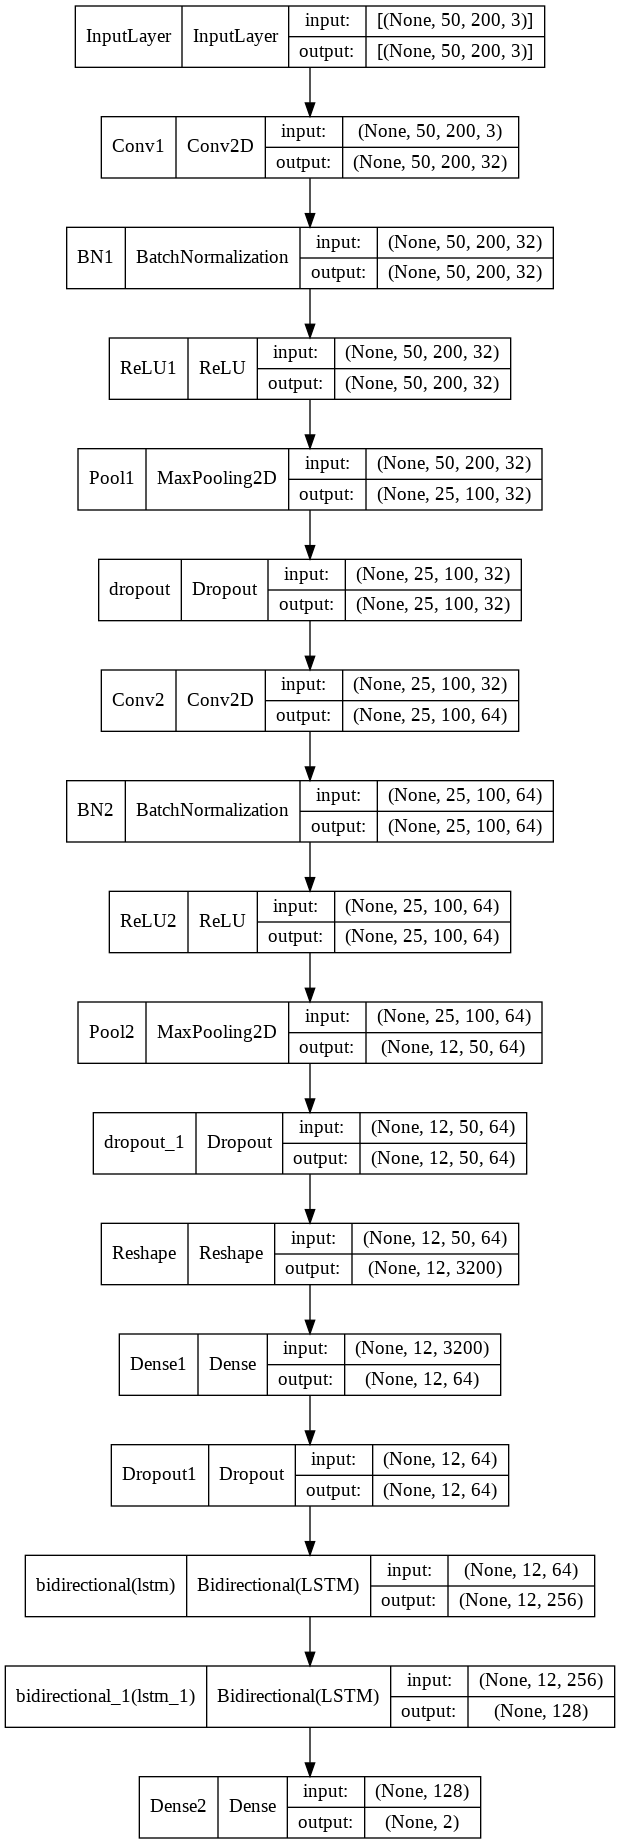 InputLayer InputLayer input: [(None, 50, 200, 3)]
output: [(None, 50, 200, 3)]
Conv1 Conv2D input: (None, 50, 200, 3)
output: (None, 50, 200, 32)
BN1 BatchNormalization input: (None, 50, 200, 32)
output: (None, 50, 200, 32)
ReLU1 ReLU input: (None, 50, 200, 32)
output: (None, 50, 200, 32)
Pool1 MaxPooling2D input: (None, 50, 200, 32)
output: (None, 25, 100, 32)
dropout Dropout input: (None, 25, 100, 32)
output: (None, 25, 100, 32)
Conv2 Conv2D input: (None, 25, 100, 32)
output: (None, 25, 100, 64)
BN2 BatchNormalization input: (None, 25, 100, 64)
output: (None, 25, 100, 64)
ReLU2 ReLU input: (None, 25, 100, 64)
output: (None, 25, 100, 64)
Pool2 MaxPooling2D input: (None, 25, 100, 64)
output: (None, 12, 50, 64)
dropout_1 Dropout input: (None, 12, 50, 64)
output: (None, 12, 50, 64)
Reshape Reshape input: (None, 12, 50, 64)
output: (None, 12, 3200)
Dense1 Dense input: (None, 12, 3200)
output: (None, 12, 64)
Dropout1 Dropout input: (None, 12, 64)
output: (None, 12, 64)
bidirectional(lstm) Bidirectional(LSTM) input: (None, 12, 64)
output: (None, 12, 256)
bidirectional_1(lstm_1) Bidirectional(LSTM) input: (None, 12, 256)
output: (None, 128)
Dense2 Dense input: (None, 128)
output: (None, 2)